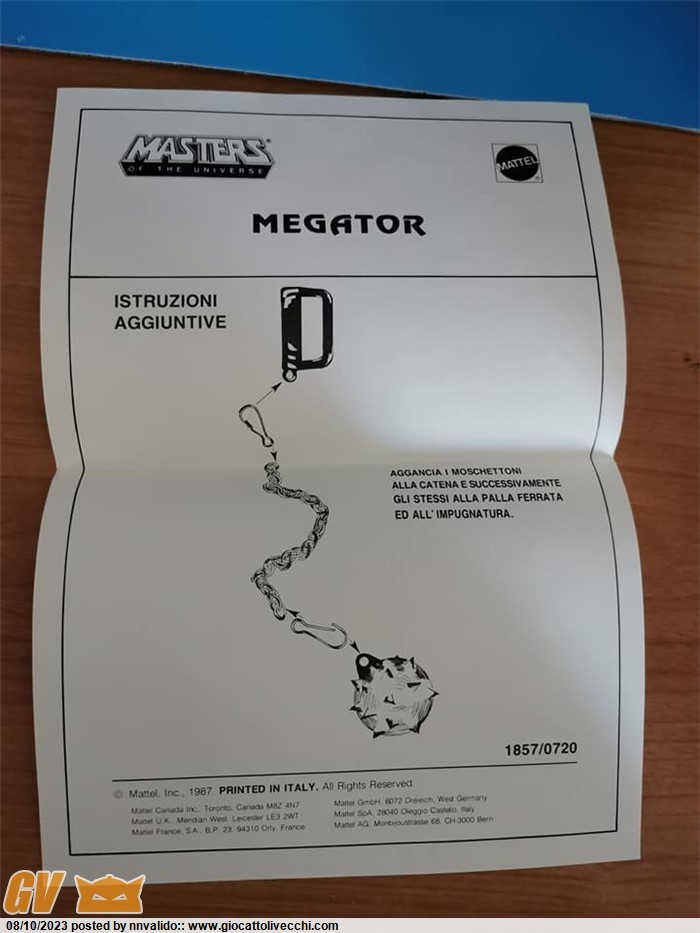 MASTERS
OF THE UNIVERSE
MATTEL
MEGATOR
ISTRUZIONI
AGGIUNTIVE
AGGANCIA I MOSCHETTONI
ALLA CATENA E SUCCESSIVAMENTE
GLI STESSI ALLA PALLA FERRATA
ED ALL' IMPUGNATURA.
1857/0720
© Mattel, Inc., 1987. PRINTED IN ITALY. All Rights Reserved.
Mattel Canada Inc., Toronto, Canada M8Z 4N7
Mattel U.K., Meridian West, Leicester LE3 2WT
Mattel France, S.A., B.P. 23, 94310 Orly, France
Mattel GmbH, 6072 Dreieich, West Germany
Mattel SpA, 28040 Oleggio Castello, Italy
Mattel AG, Monbijoustrasse 68, CH 3000 Bern
GV
08/10/2023 posted by nnvalido:: www.giocattolivecchi.com